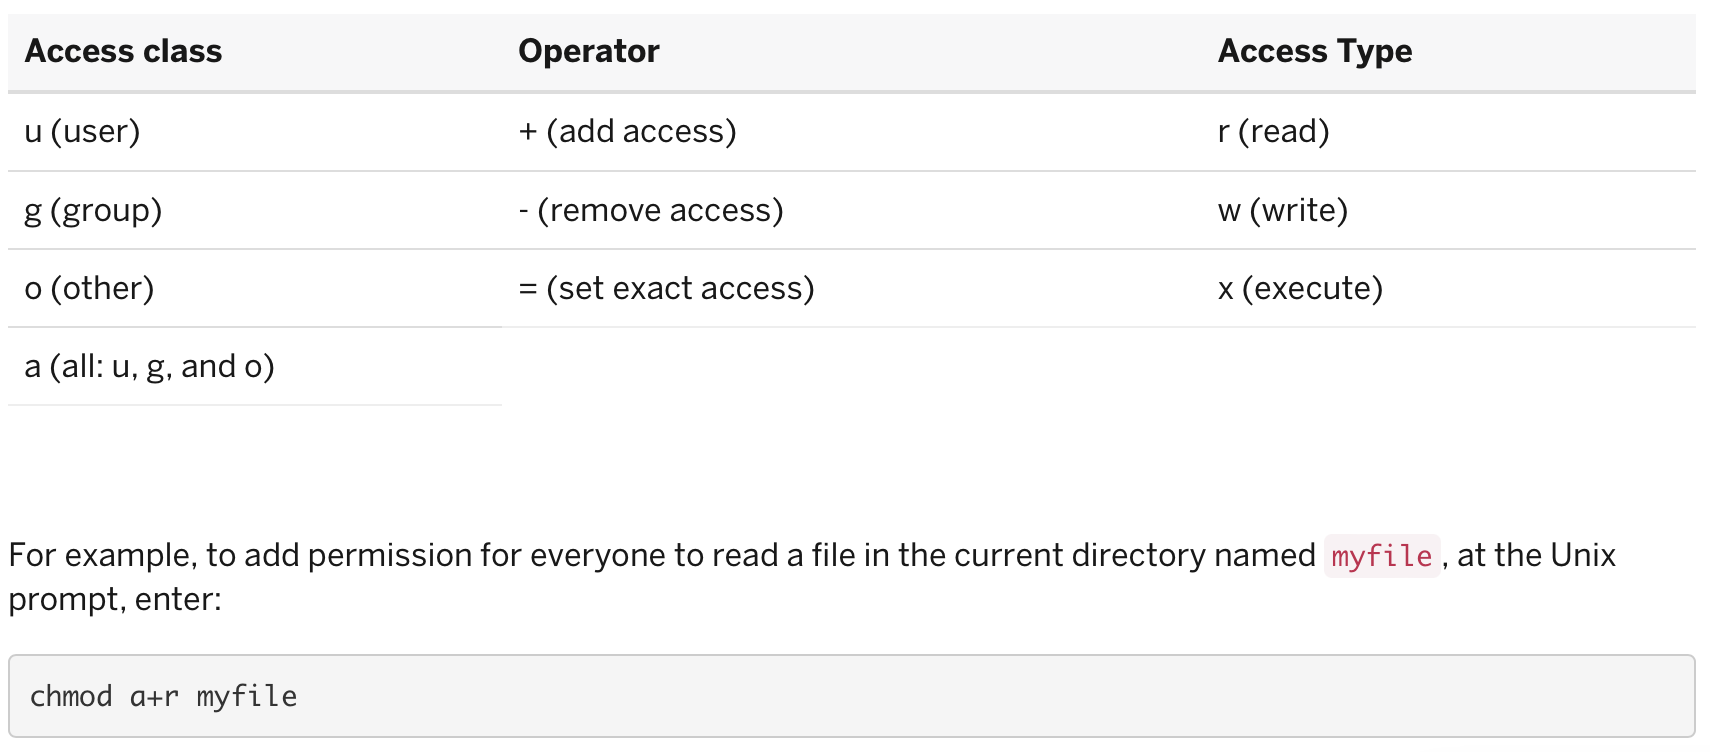 Access class Operator Access Type
u (user) + (add access) r (read)
g (group) - (remove access) w (write)
o (other) = (set exact access) x (execute)
a (all: u, g, and o)
For example, to add permission for everyone to read a file in the current directory named myfile, at the Unix
prompt, enter:
chmod a+r myfile